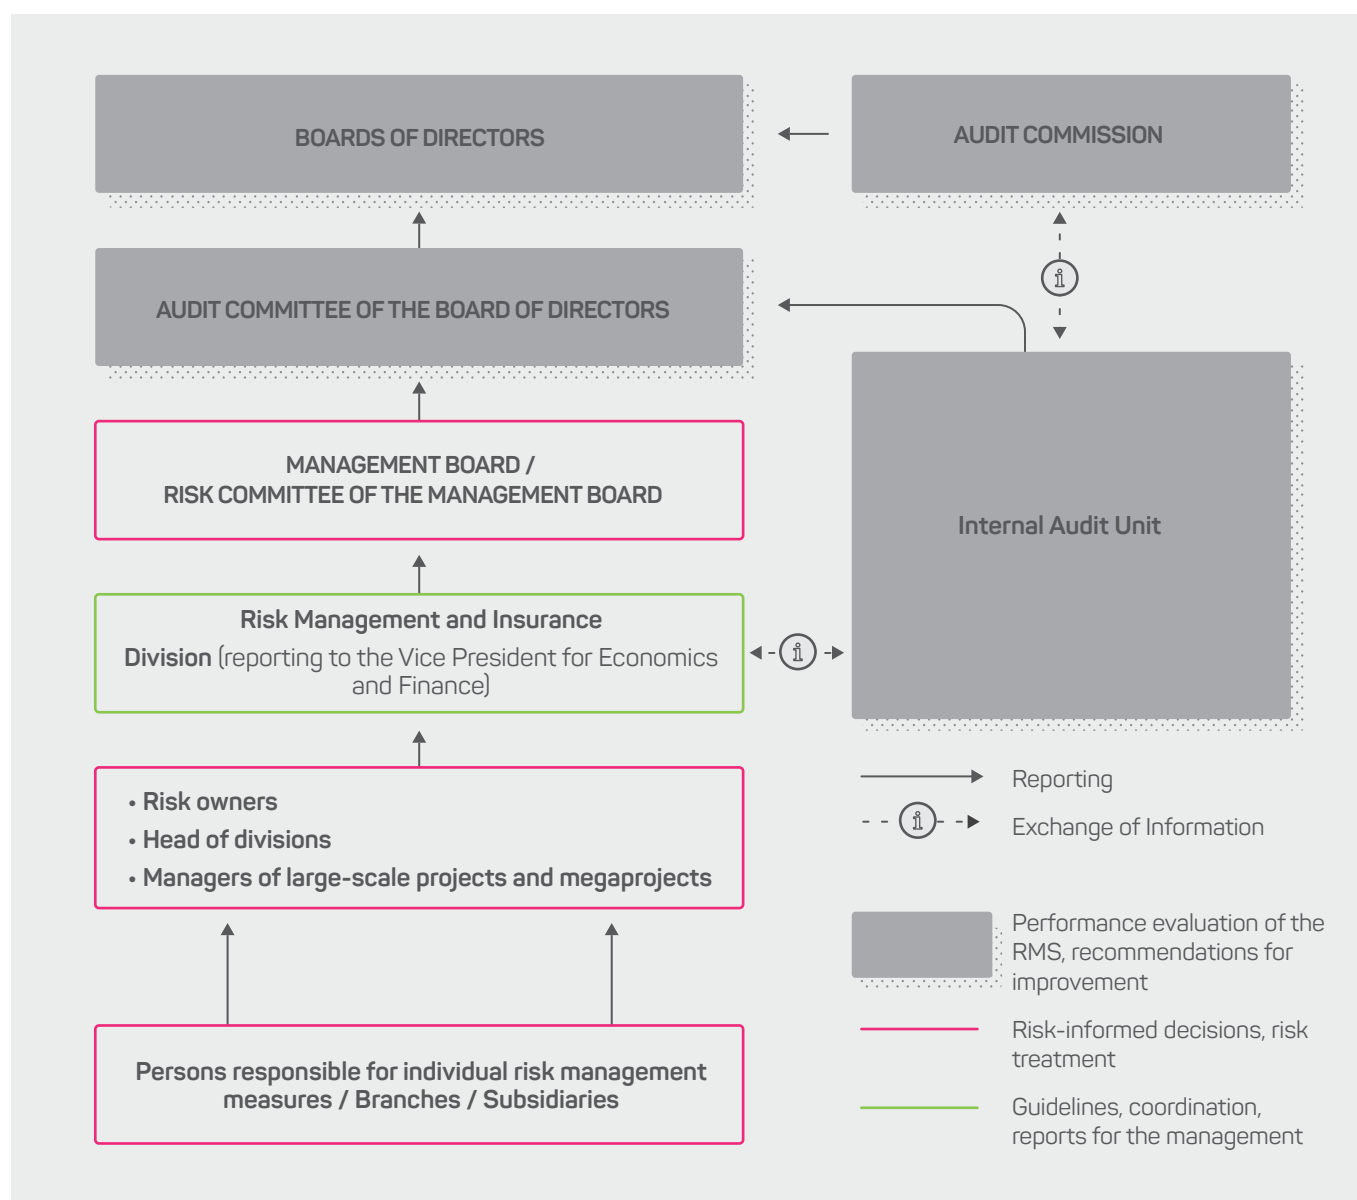 BOARDS OF DIRECTORS
AUDIT COMMISSION
AUDIT COMMITTEE OF THE BOARD OF DIRECTORS
MANAGEMENT BOARD /
RISK COMMITTEE OF THE MANAGEMENT BOARD
Internal Audit Unit
Risk Management and Insurance
Division (reporting to the Vice President for Economics
and Finance)
• Risk owners
• Head of divisions
• Managers of large-scale projects and megaprojects
Persons responsible for individual risk management
measures / Branches / Subsidiaries
Reporting
Exchange of Information
Performance evaluation of the
RMS, recommendations for
improvement
Risk-informed decisions, risk
treatment
Guidelines, coordination,
reports for the management